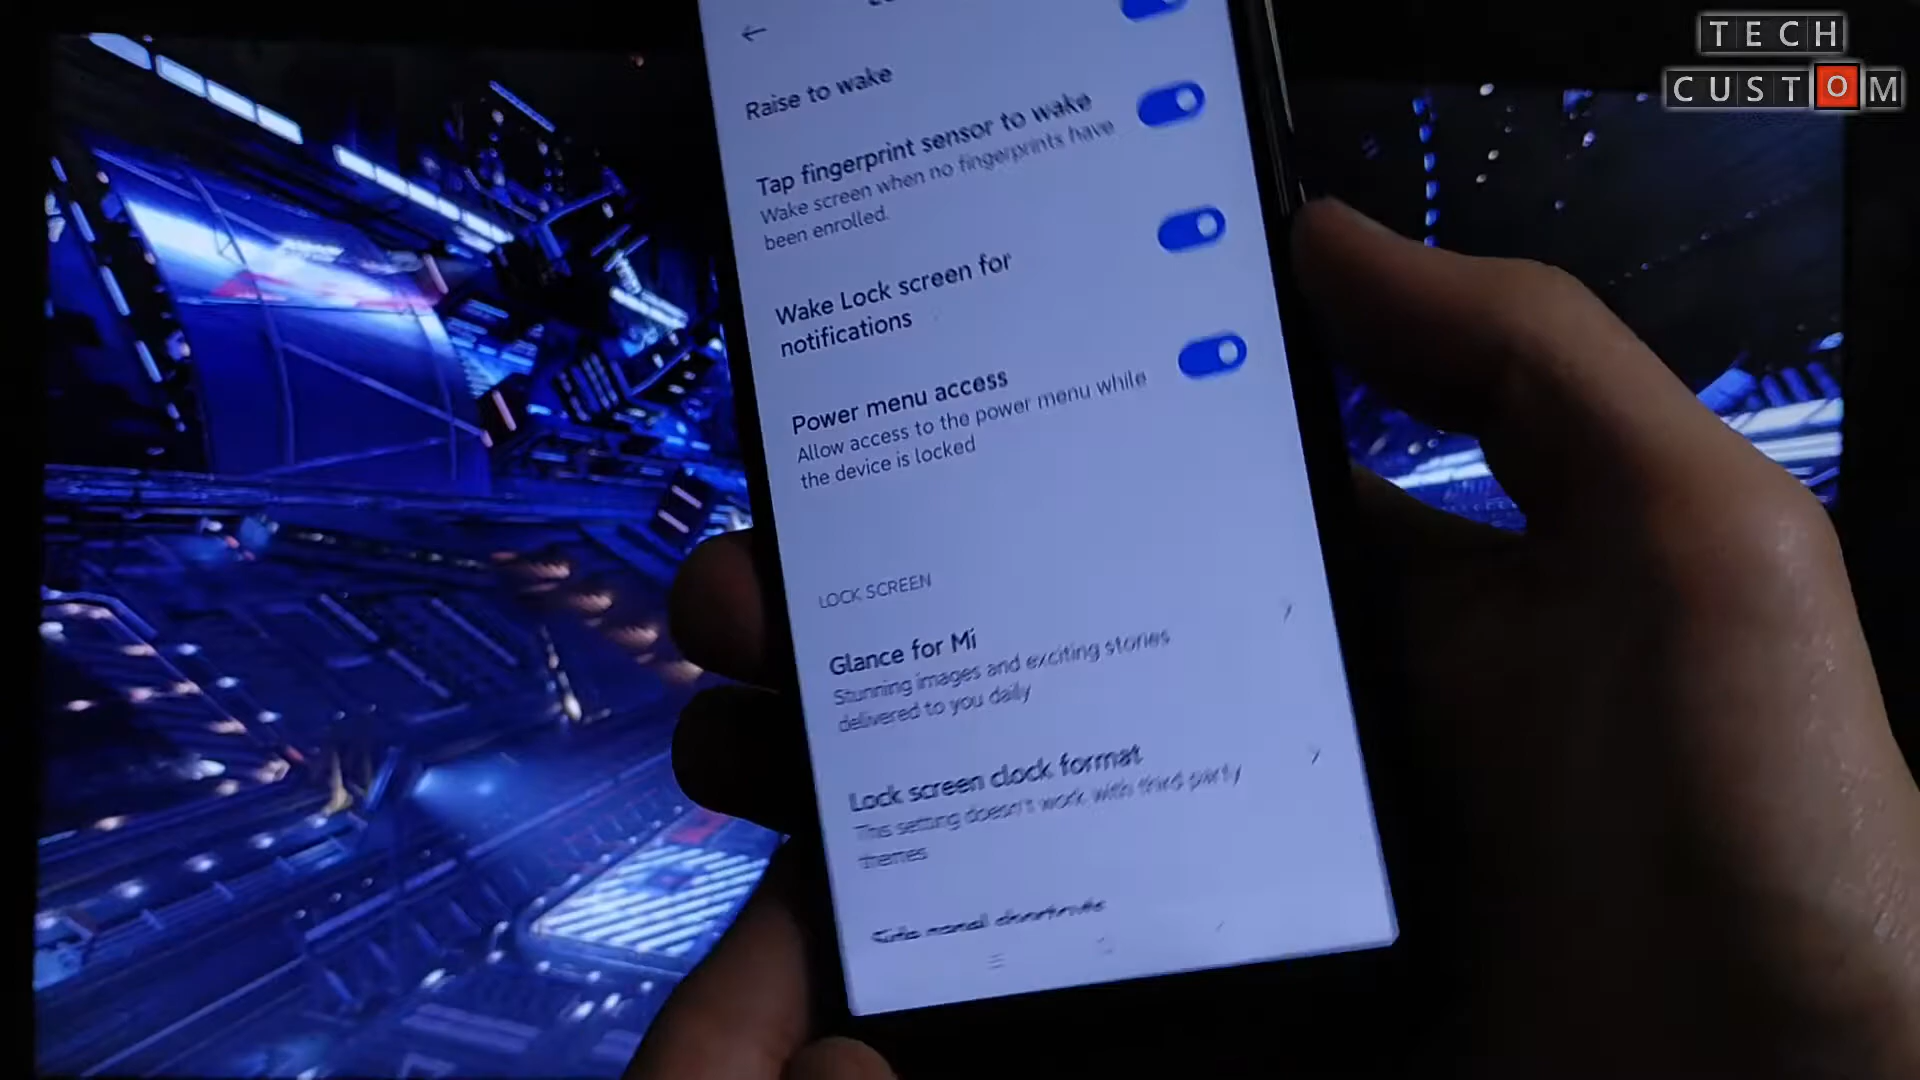 TECH
CUSTOM
Raise to wake
Tap fingerprint sensor to wake
Wake screen when no fingerprints have
been enrolled.
Wake Lock screen for
notifications
Power menu access
Allow access to the power menu while
the device is locked
LOCK SCREEN
Glance for Mi
Stunning images and exciting stories
delivered to you daily
Lock screen clock format
This setting doesn't work with third party
themes